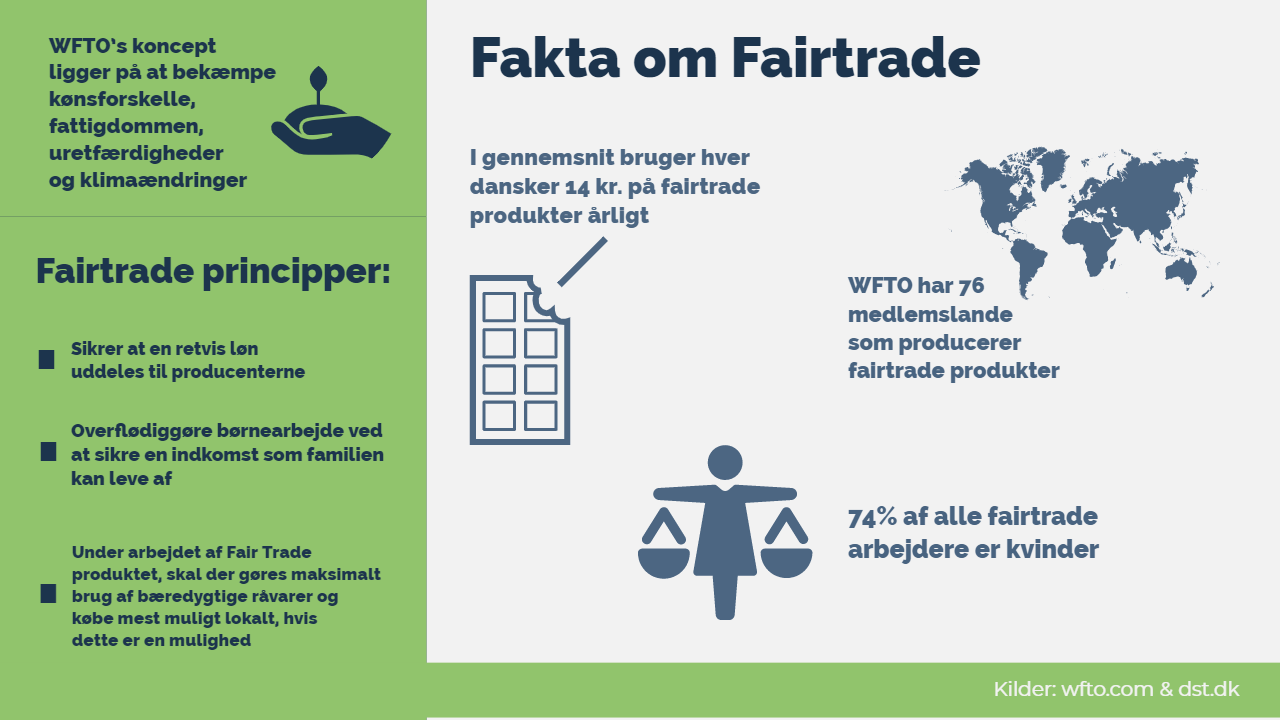 WFTO's koncept
ligger på at bekæmpe
kønsforskelle,
fattigdommen,
uretfærdigheder
og klimaændringer
Fairtrade principper:
Sikrer at en retvis løn
uddeles til producenterne
Overflødiggøre børnearbejde ved
at sikre en indkomst som familien
kan leve af
Under arbejdet af Fair Trade
produktet, skal der gøres maksimalt
brug af bæredygtige råvarer og
købe mest muligt lokalt, hvis
dette er en mulighed
Fakta om Fairtrade
I gennemsnit bruger hver
dansker 14 kr. på fairtrade
produkter årligt
WFTO har 76
medlemslande
som producerer
fairtrade produkter
74% af alle fairtrade
arbejdere er kvinder
Kilder: wfto.com & dst.dk